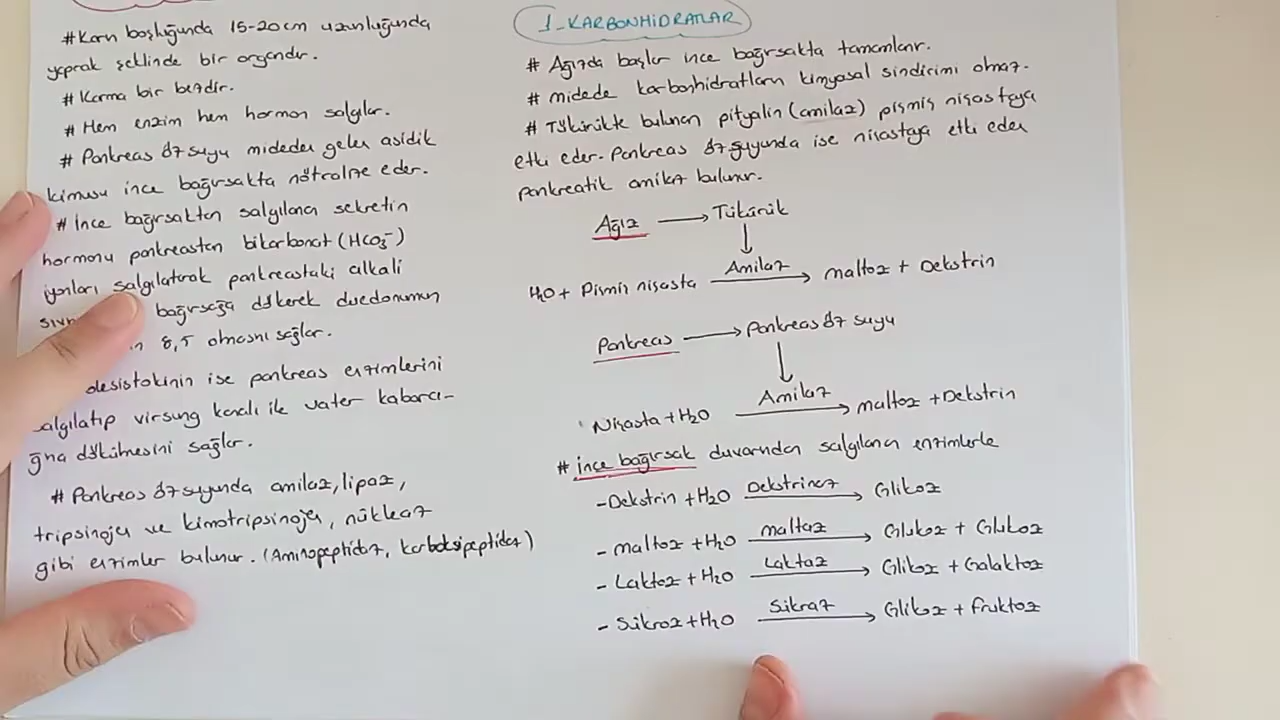 #Karın boşluğunda 15-20cm uzunluğunda
yaprak şeklinde bir organdır.
#Karma bir bezdir.
#Hem enzim hem hormon salgılar.
#Pankreas öz suyu mideden gelen asidik
kimusu ince bağırsakta nötralize eder.
#İnce bağırsaktan salgılanan sekretin
hormonu pankreastan bikarbonat (HCO₃⁻)
iyonları salgılatarak pankreastaki alkali
bağırsağa dökerek duedonumun
8,5 olmasını sağlar.
olesistokinin ise pankreas enzimlerini
salgılatıp virsung kanalı ile vater kabarcı-
ğına dökülmesini sağlar.
#Pankreas öz suyunda amilaz, lipaz,
tripsinojen ve kimotripsinojen, nükleaz
gibi enzimler bulunur. (Aminopeptidaz, karboksipeptidaz)
1-KARBONHİDRATLAR
# Ağızda başlar ince bağırsakta tamamlanır.
# midede karbonhidratların kimyasal sindirimi olmaz.
# Tükürükte bulunan pityalin (amilaz) pişmiş nişastaya
etki eder. Pankreas öz suyunda ise nişastaya etki eden
pankreatik amilaz bulunur.
Ağız → Tükürük
↓
H₂O + Pişmiş nişasta Amilaz → maltoz + Dekstrin
Pankreas → Pankreas öz suyu
↓
Nişasta + H₂O Amilaz → maltoz + Dekstrin
# İnce bağırsak duvarından salgılanan enzimlerle
-Dekstrin + H₂O Dekstrinaz → Glikoz
- maltoz + H₂O maltaz → Glukoz + Glukoz
- Laktoz + H₂O Laktaz → Glikoz + Galaktoz
- Sükroz + H₂O Sükraz → Glikoz + fruktoz